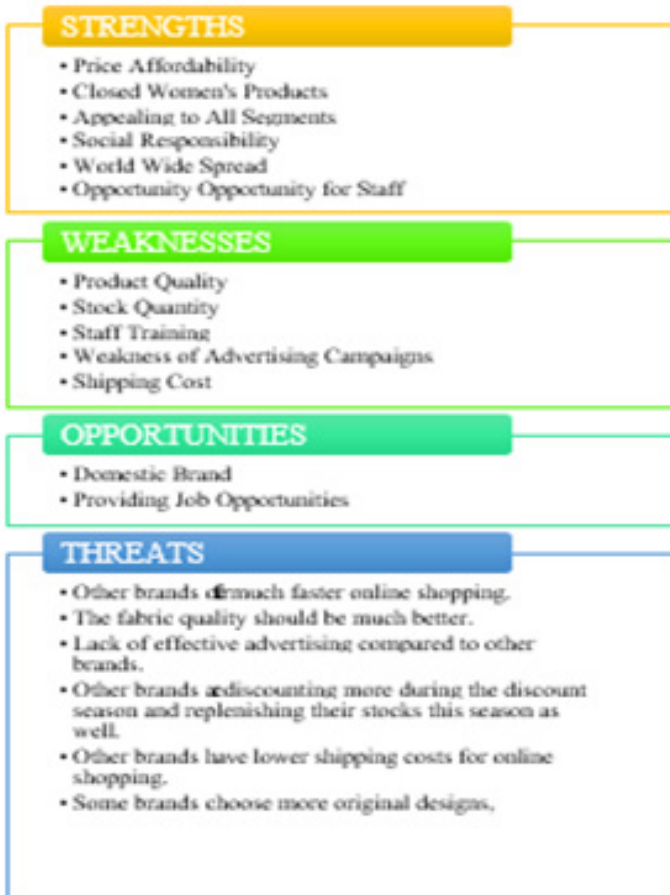 STRENGTHS
• Price Affordability
• Closed Women's Products
• Appealing to All Segments
• Social Responsibility
• World Wide Spread
• Opportunity Opportunity for Staff
WEAKNESSES
• Product Quality
• Stock Quantity
• Staff Training
• Weakness of Advertising Campaigns
• Shipping Cost
OPPORTUNITIES
• Domestic Brand
• Providing Job Opportunities
THREATS
• Other brands much faster online shopping.
• The fabric quality should be much better.
• Lack of effective advertising compared to other
brands.
• Other brands discounting more during the discount
season and replenishing their stocks this season as
well.
• Other brands have lower shipping costs for online
shopping.
• Some brands choose more original designs,